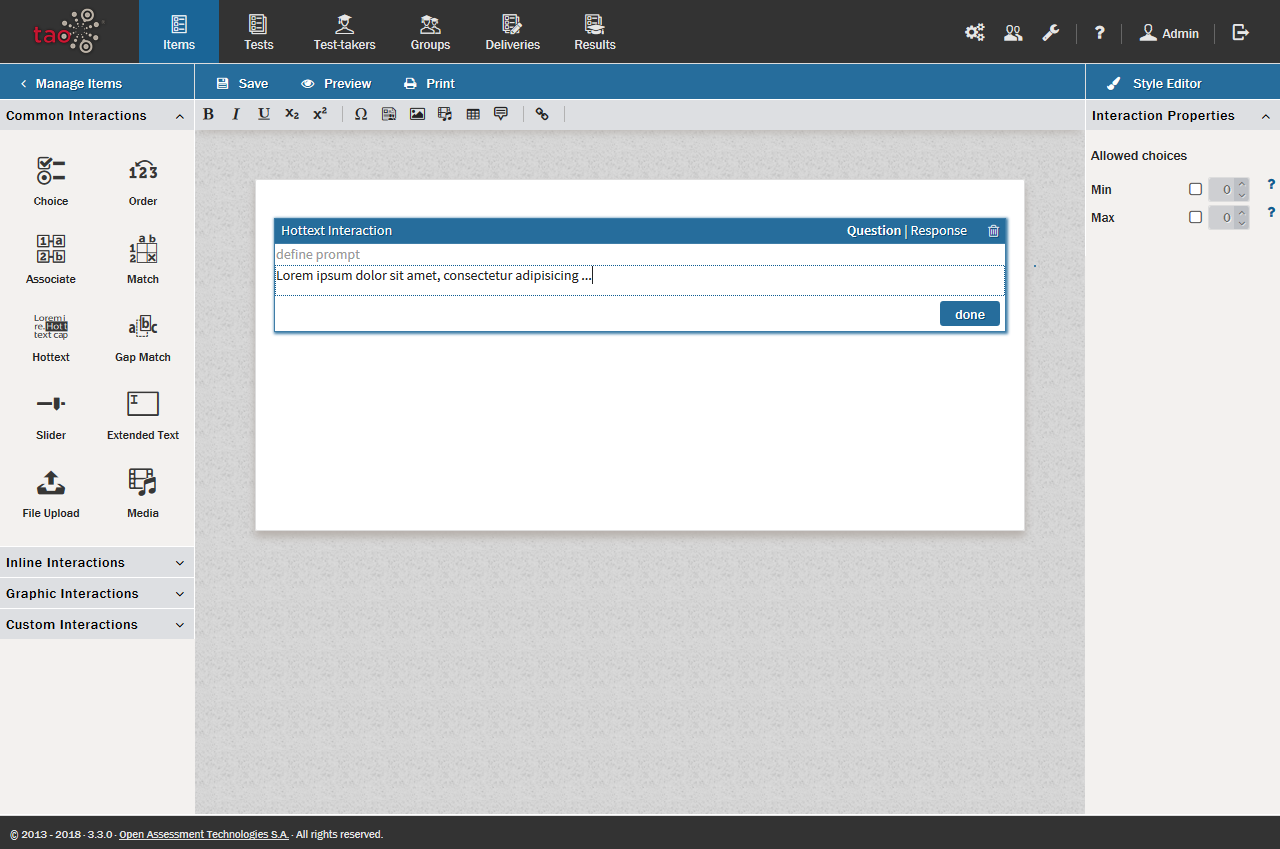 tao
Items
Tests
Test-takers
Groups
Deliveries
Results
?
Admin
Manage Items
Save
Preview
Print
Style Editor
Common Interactions
B I U x₂ x² Ω
Interaction Properties
Choice
Order
Associate
Match
Hottext
Gap Match
Slider
Extended Text
File Upload
Media
Inline Interactions
Graphic Interactions
Custom Interactions
Hottext Interaction
Question | Response
define prompt
Lorem ipsum dolor sit amet, consectetur adipisicing ...
done
Allowed choices
Min 0 ?
Max 0 ?
© 2013 - 2018 · 3.3.0 · Open Assessment Technologies S.A. · All rights reserved.